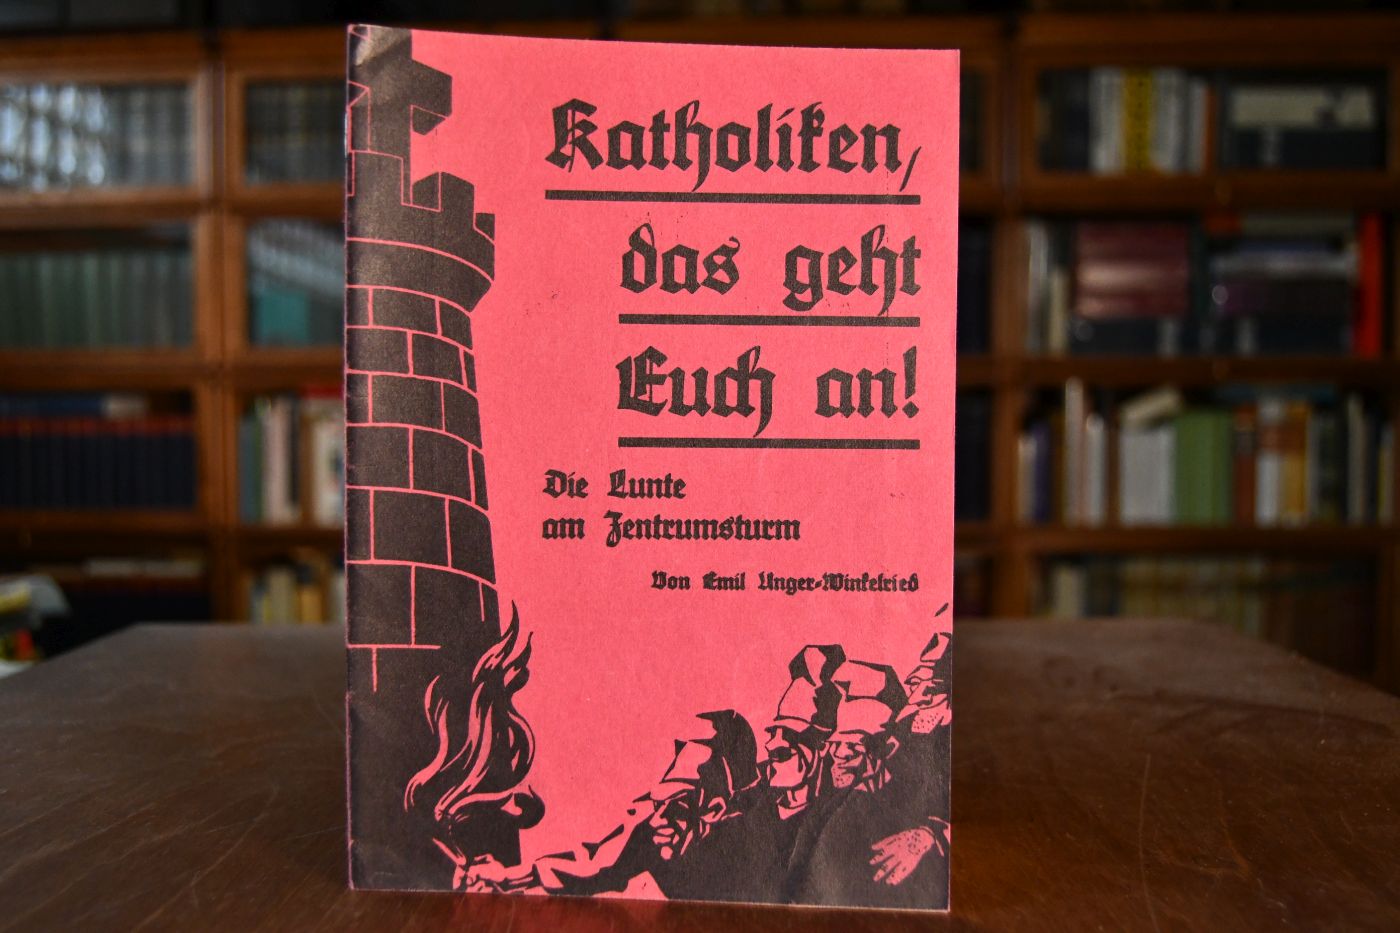 Katholiken,
das geht
Euch an!
Die Lunte
am Zentrumsturm
Von Emil Unger-Winkelried